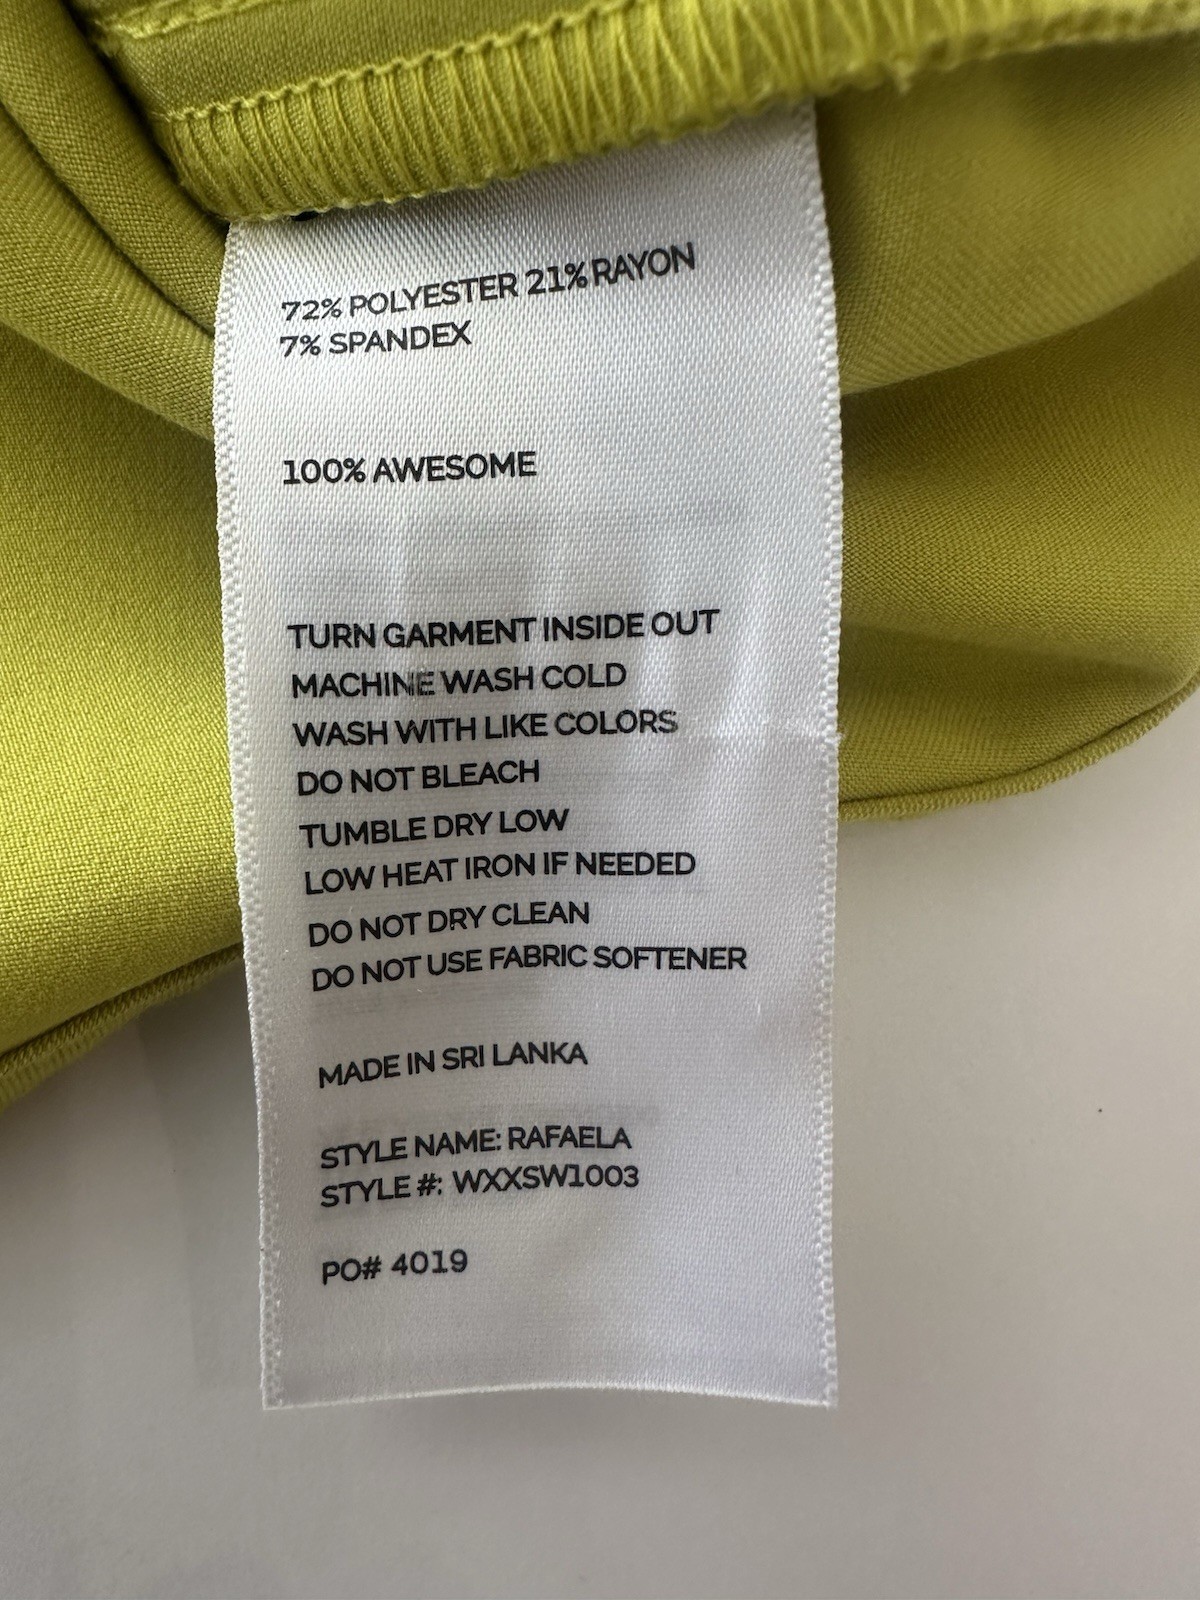 72% POLYESTER 21% RAYON
7% SPANDEX
100% AWESOME
TURN GARMENT INSIDE OUT
MACHINE WASH COLD
WASH WITH LIKE COLORS
DO NOT BLEACH
TUMBLE DRY LOW
LOW HEAT IRON IF NEEDED
DO NOT DRY CLEAN
DO NOT USE FABRIC SOFTENER
MADE IN SRI LANKA
STYLE NAME: RAFAELA
STYLE #: WXXSW1003
PO# 4019